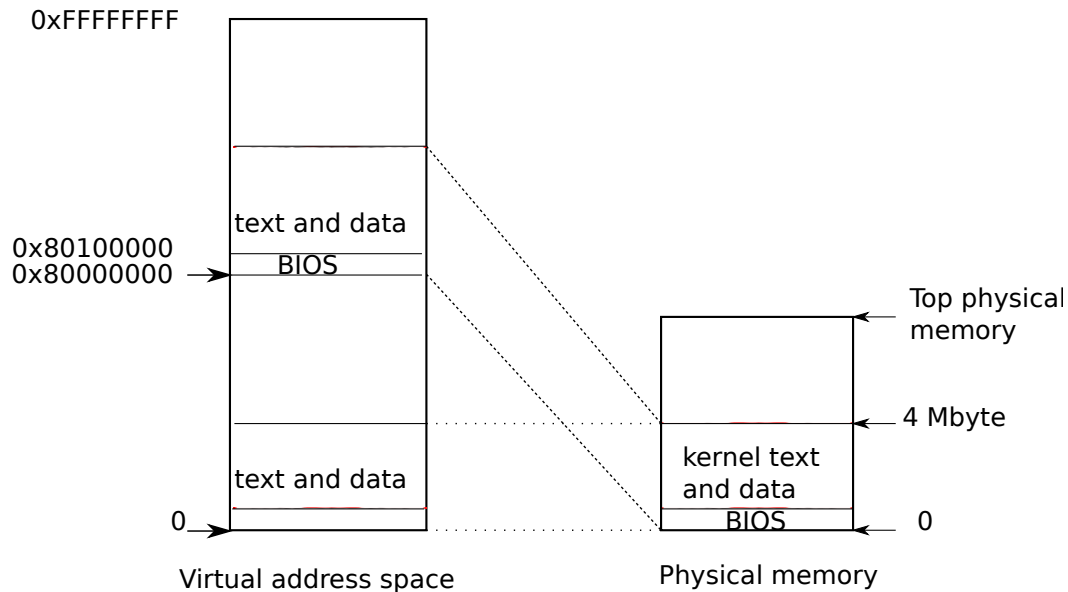 0xFFFFFFFF
text and data
0x80100000
BIOS
0x80000000
text and data
0
Virtual address space
Top physical
memory
4 Mbyte
kernel text
and data
BIOS
0
Physical memory